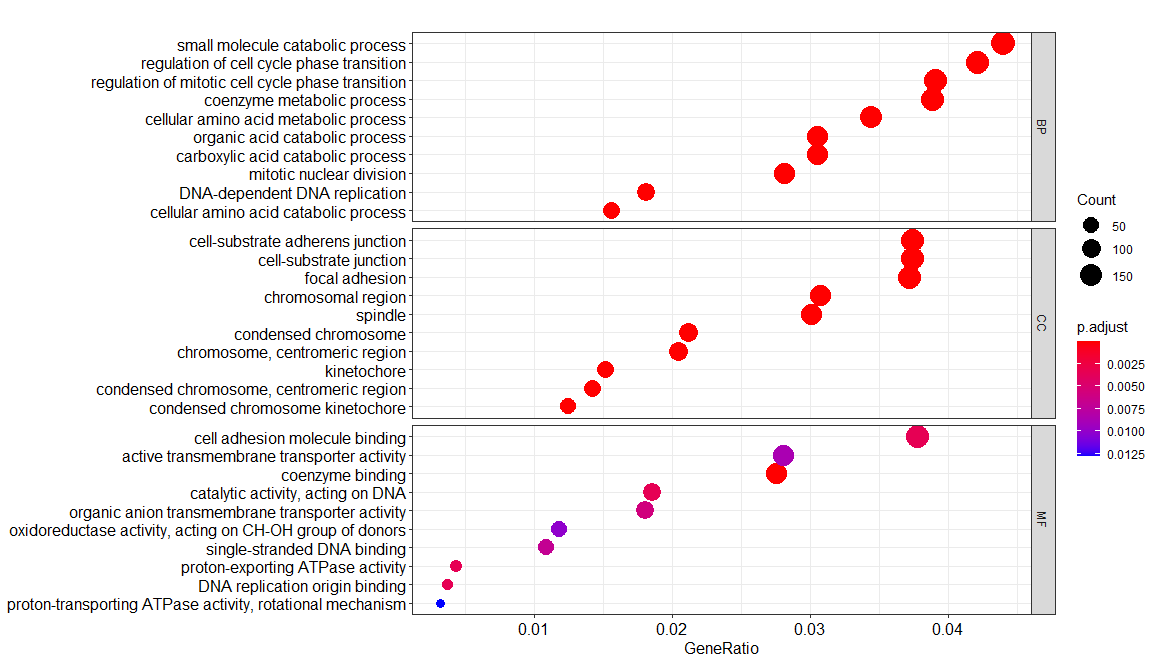 small molecule catabolic process
regulation of cell cycle phase transition
regulation of mitotic cell cycle phase transition
coenzyme metabolic process
cellular amino acid metabolic process
organic acid catabolic process
carboxylic acid catabolic process
mitotic nuclear division
DNA-dependent DNA replication
cellular amino acid catabolic process
BP
cell-substrate adherens junction
cell-substrate junction
focal adhesion
chromosomal region
spindle
condensed chromosome
chromosome, centromeric region
kinetochore
condensed chromosome, centromeric region
condensed chromosome kinetochore
CC
cell adhesion molecule binding
active transmembrane transporter activity
coenzyme binding
catalytic activity, acting on DNA
organic anion transmembrane transporter activity
oxidoreductase activity, acting on CH-OH group of donors
single-stranded DNA binding
proton-exporting ATPase activity
DNA replication origin binding
proton-transporting ATPase activity, rotational mechanism
MF
0.01 0.02 0.03 0.04
GeneRatio
Count
50
100
150
p.adjust
0.0025
0.0050
0.0075
0.0100
0.0125